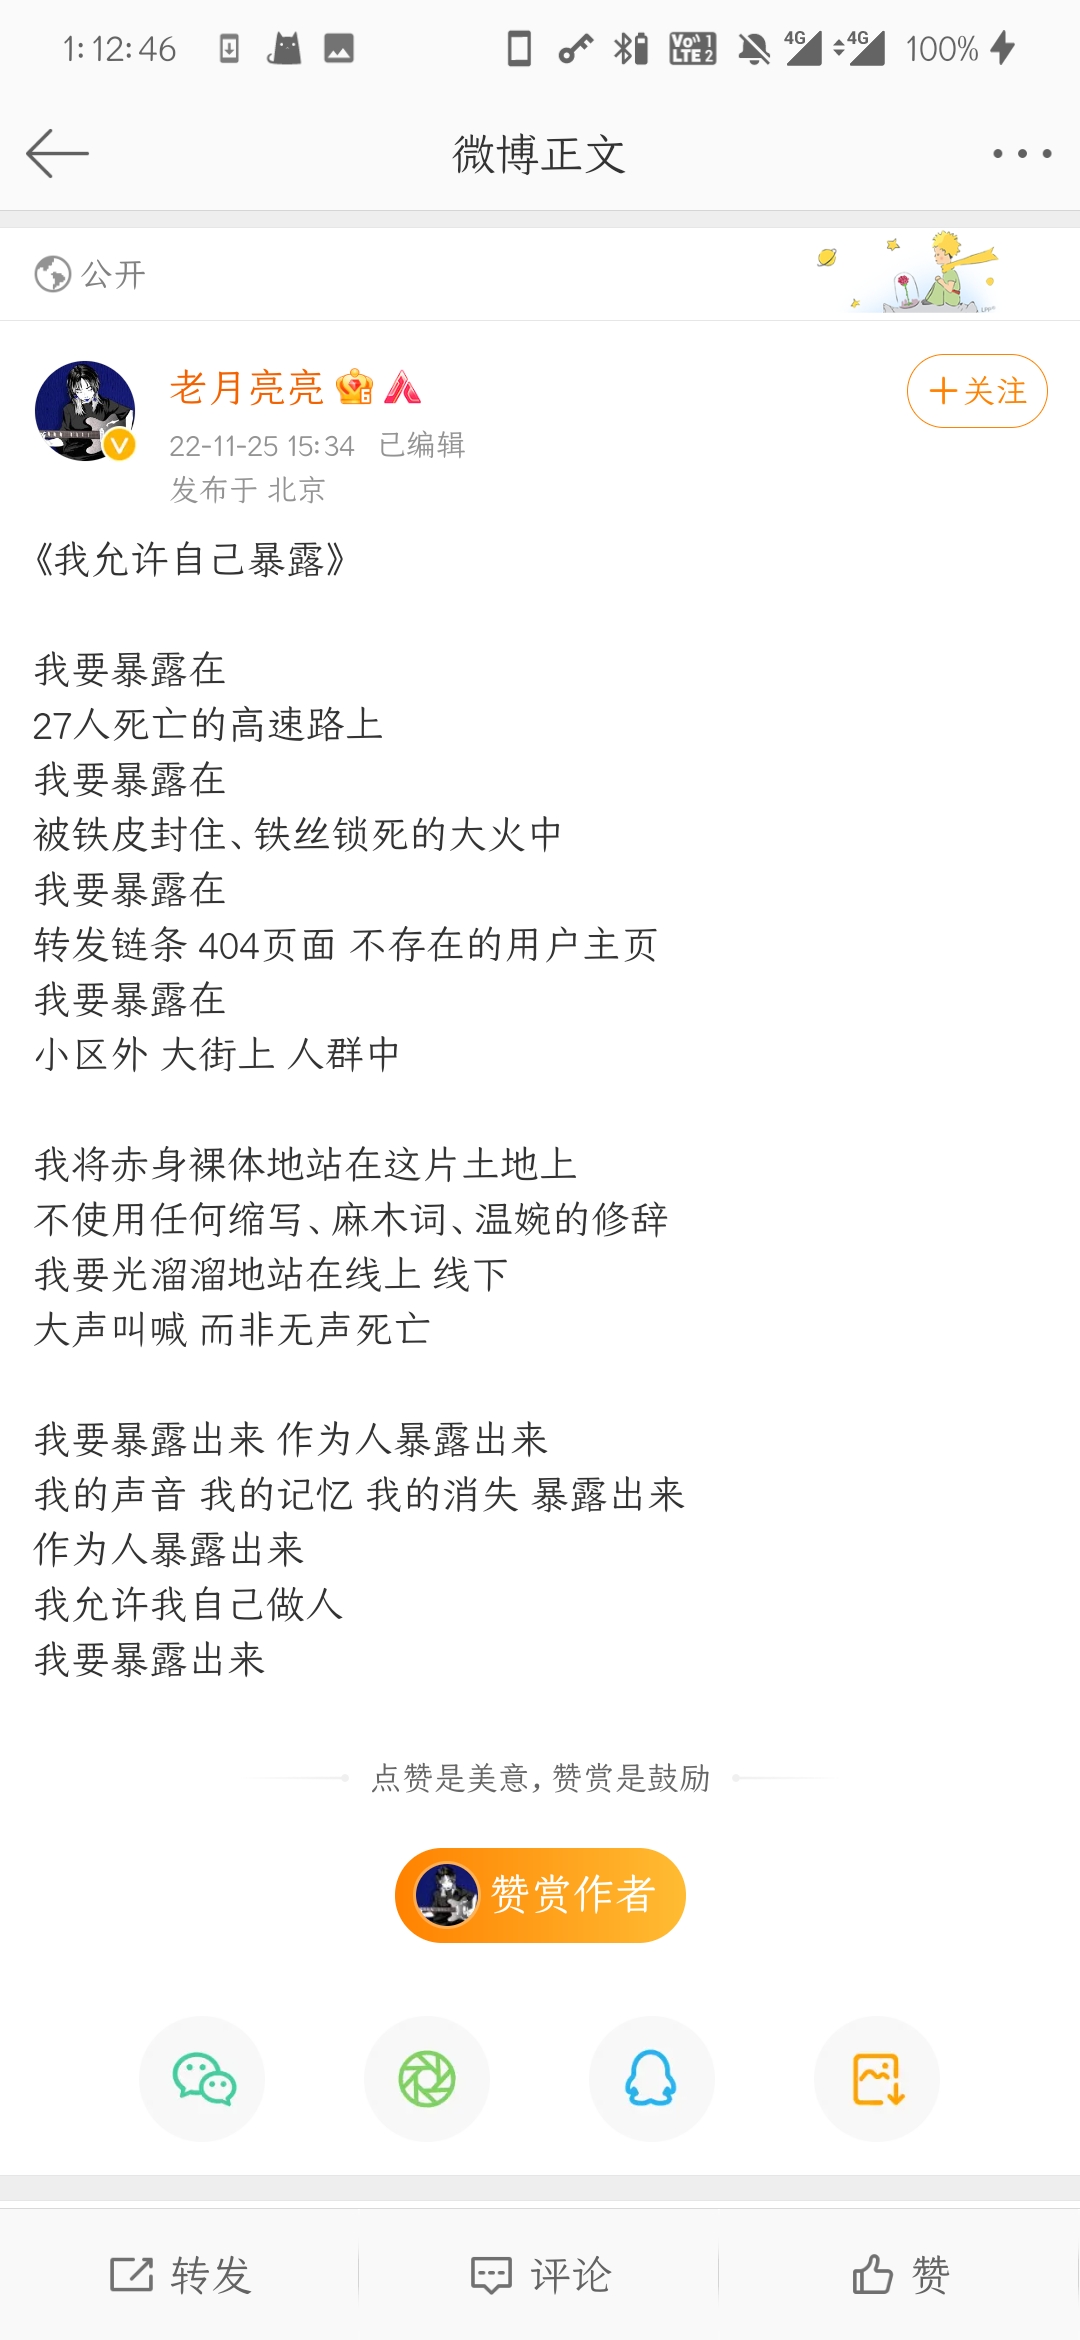 1:12:46
Vo 1
LTE 2
4G
4G
100%
微博正文
公开
老月亮亮
22-11-25 15:34 已编辑
发布于 北京
+关注
《我允许自己暴露》
我要暴露在
27人死亡的高速路上
我要暴露在
被铁皮封住、铁丝锁死的大火中
我要暴露在
转发链条 404页面 不存在的用户主页
我要暴露在
小区外 大街上 人群中
我将赤身裸体地站在这片土地上
不使用任何缩写、麻木词、温婉的修辞
我要光溜溜地站在线上 线下
大声叫喊 而非无声死亡
我要暴露出来 作为人暴露出来
我的声音 我的记忆 我的消失 暴露出来
作为人暴露出来
我允许我自己做人
我要暴露出来
点赞是美意,赞赏是鼓励
赞赏作者
转发
评论
赞